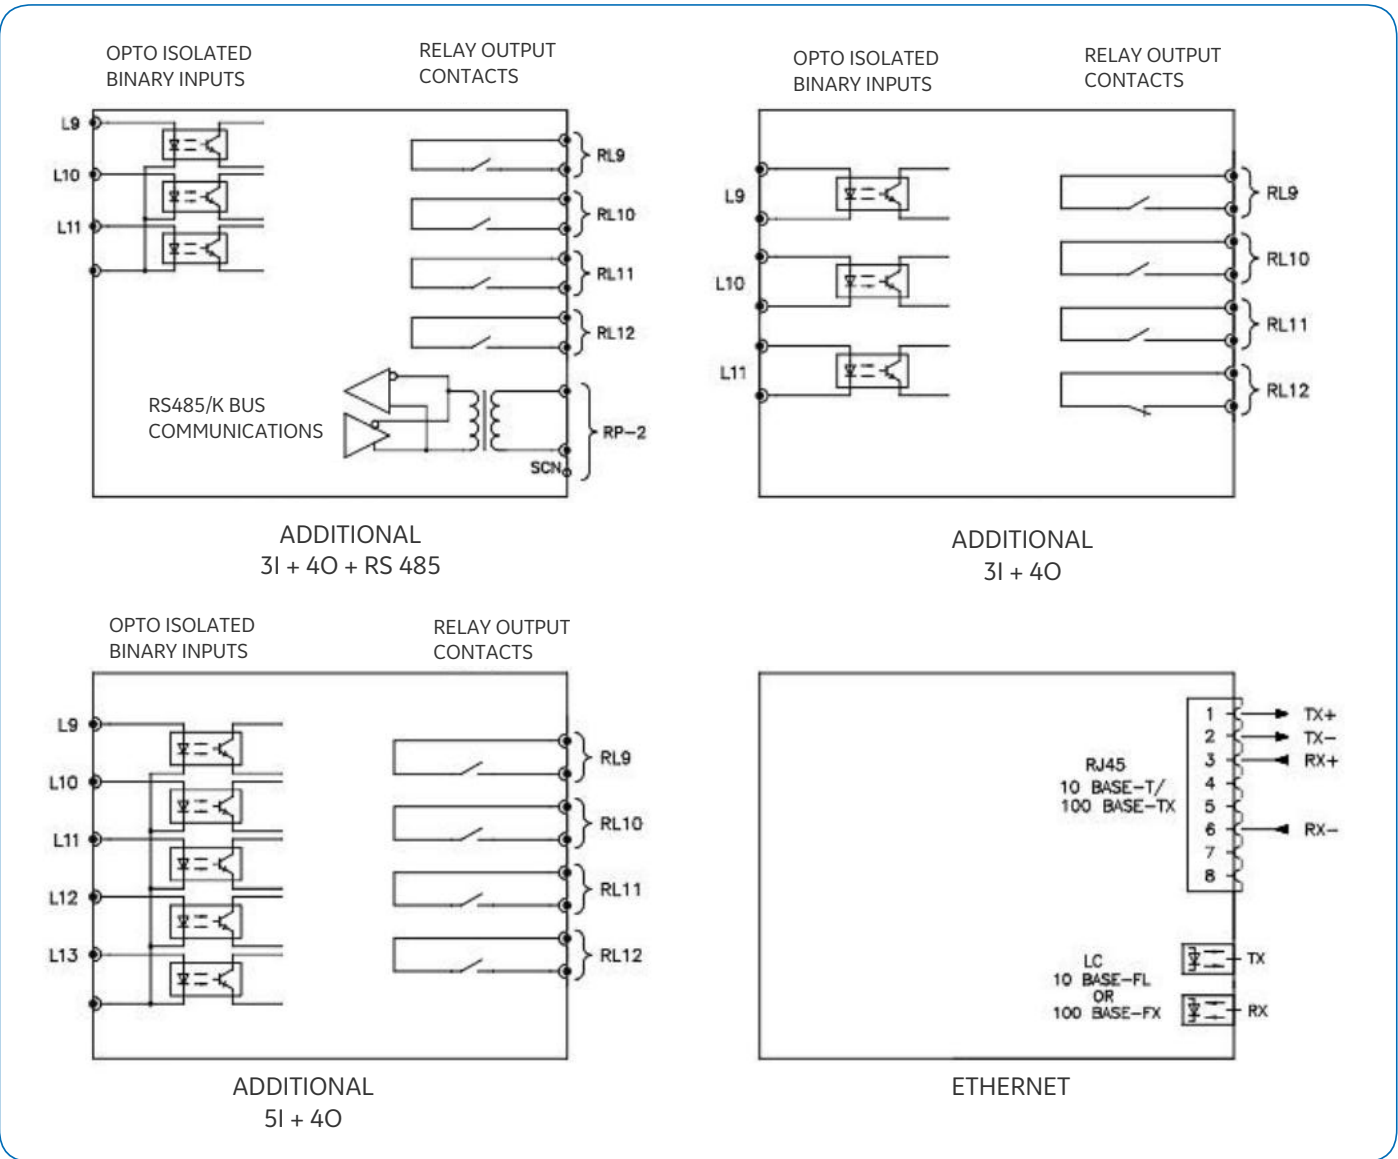 OPTO ISOLATED
BINARY INPUTS
RELAY OUTPUT
CONTACTS
L9
L10
L11
RL9
RL10
RL11
RL12
RS485/K BUS
COMMUNICATIONS
RP-2
SCN
ADDITIONAL
3I + 4O + RS 485
OPTO ISOLATED
BINARY INPUTS
RELAY OUTPUT
CONTACTS
L9
L10
L11
RL9
RL10
RL11
RL12
ADDITIONAL
3I + 4O
OPTO ISOLATED
BINARY INPUTS
RELAY OUTPUT
CONTACTS
L9
L10
L11
L12
L13
RL9
RL10
RL11
RL12
ADDITIONAL
5I + 4O
RJ45
10 BASE-T/
100 BASE-TX
1 TX+
2 TX-
3 RX+
4
5
6 RX-
7
8
LC
10 BASE-FL
OR
100 BASE-FX
TX
RX
ETHERNET